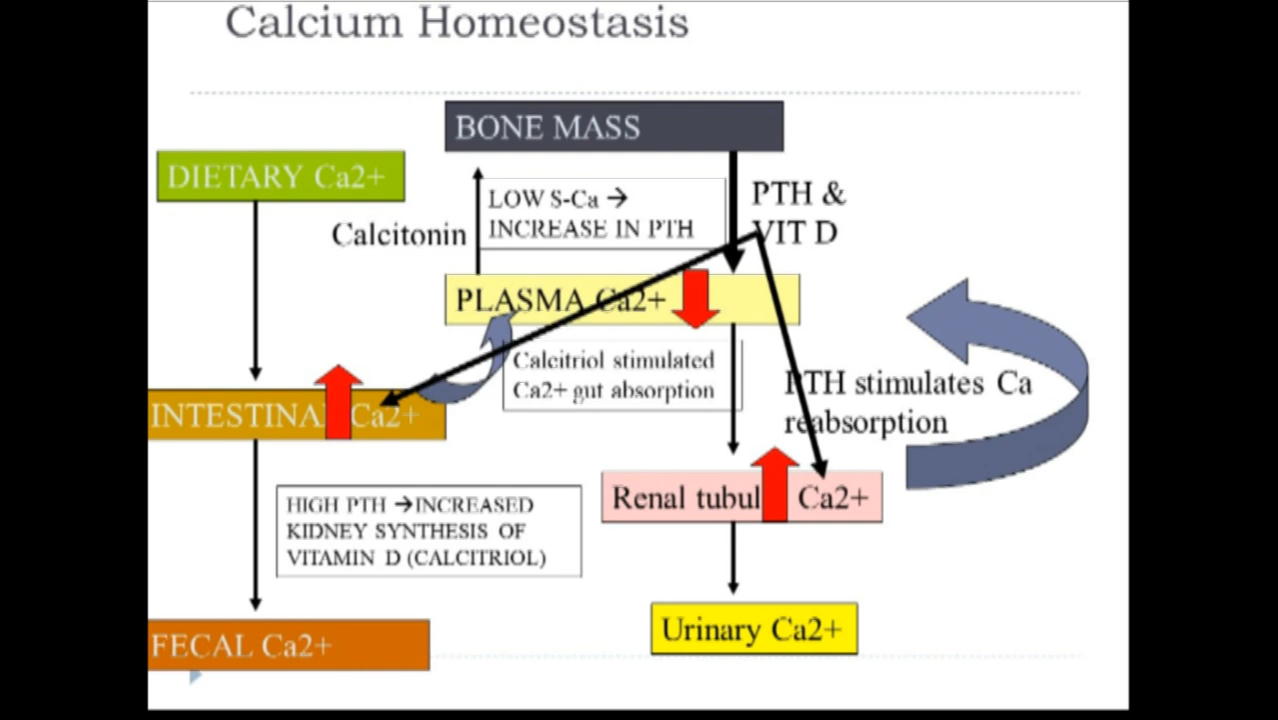 Calcium Homeostasis
BONE MASS
DIETARY Ca2+
LOW S-Ca →
INCREASE IN PTH
PTH &
VIT D
Calcitonin
PLASMA Ca2+
Calcitriol stimulated
Ca2+ gut absorption
PTH stimulates Ca
reabsorption
INTESTINA Ca2+
Renal tubul Ca2+
HIGH PTH →INCREASED
KIDNEY SYNTHESIS OF
VITAMIN D (CALCITRIOL)
Urinary Ca2+
FECAL Ca2+